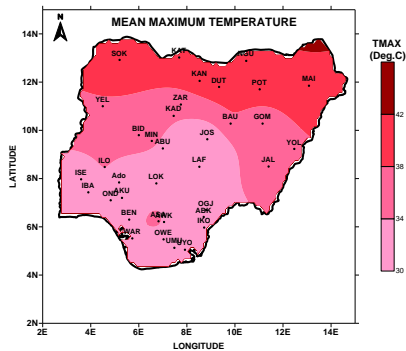 MEAN MAXIMUM TEMPERATURE
N
TMAX
(Deg.C)
42
38
34
30
14N
12N
10N
8N
6N
4N
2N
LATITUDE
SOK
KAT
NGU
KAN
DUT
POT
MAI
YEL
ZAR
KAD
BAU
GOM
BID
MIN
ABU
JOS
YOL
ILO
LAF
JAL
ISE
Ado
LOK
IBA
AKU
OND
OGJ
BEN
ABK
IKO
WAR
OWE
UMU
UYO
2E
4E
6E
8E
10E
12E
14E
LONGITUDE